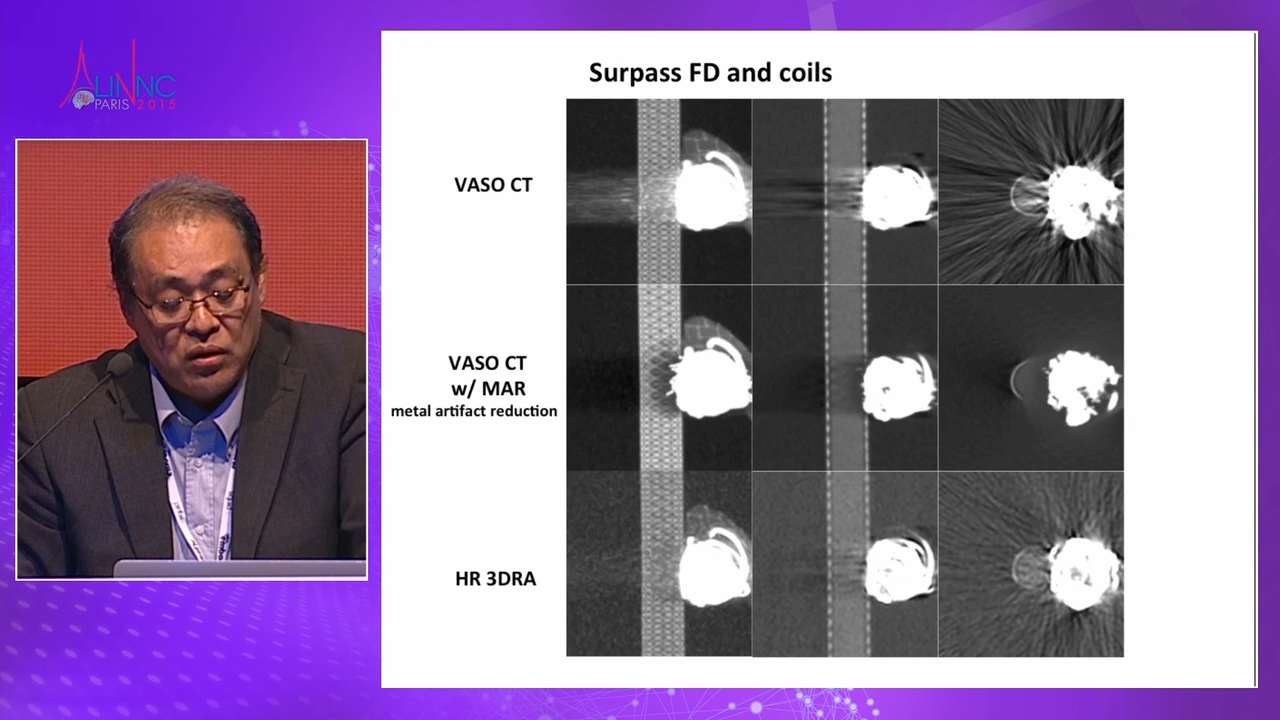 LINNC
PARIS 2015
Surpass FD and coils
VASO CT
VASO CT
w/ MAR
metal artifact reduction
HR 3DRA